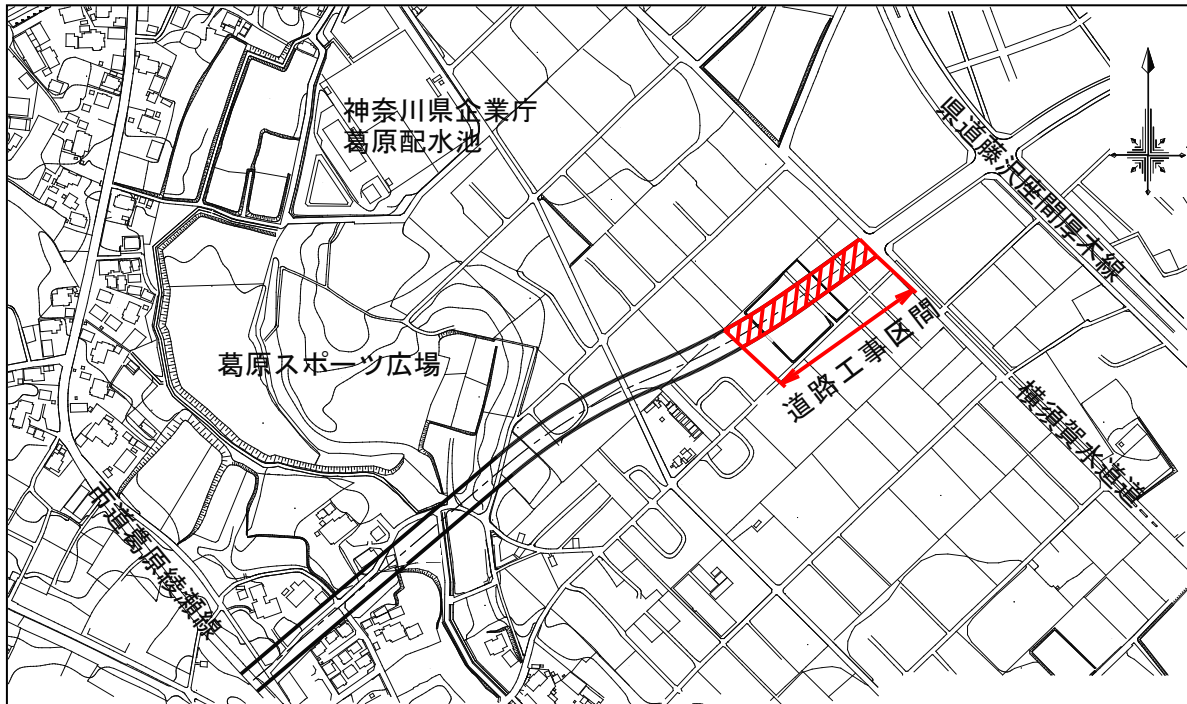 神奈川県企業庁
葛原配水池
県道藤沢座間厚木線
葛原スポーツ広場
道路工事区間
横須賀水道道
市道葛原綾瀬線